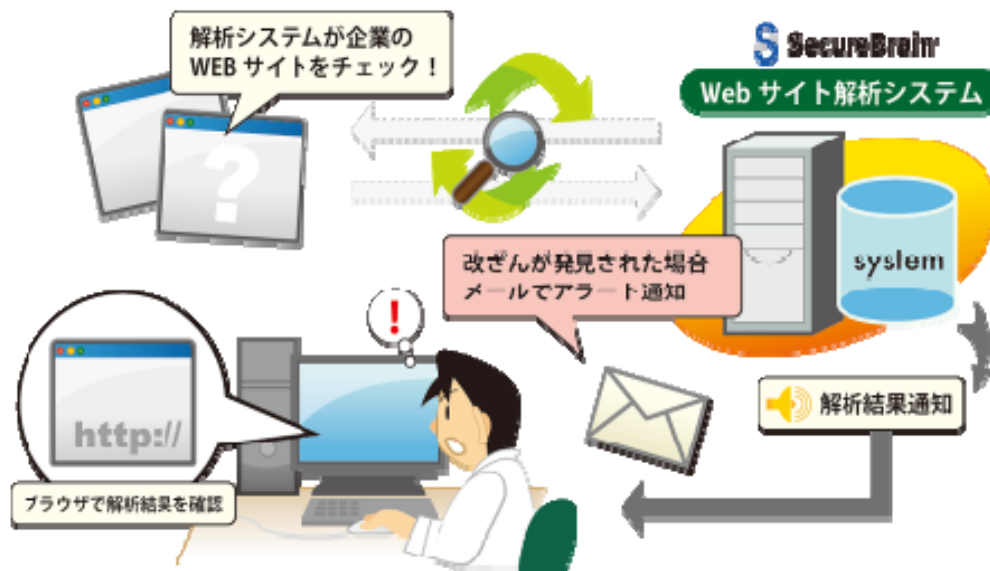 解析システムが企業の
WEB サイトをチェック！
SecureBrain
Web サイト解析システム
?
改ざんが発見された場合
メールでアラート通知
system
!
http://
解析結果通知
ブラウザで解析結果を確認